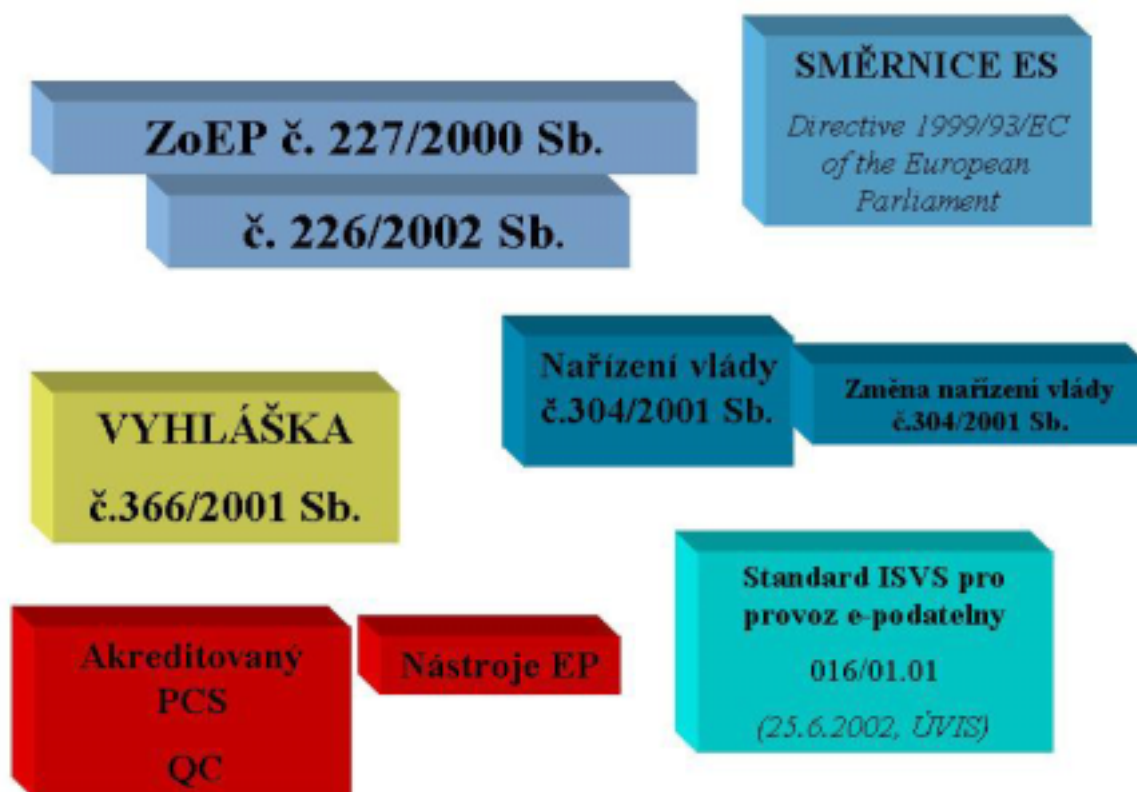 ZoEP č. 227/2000 Sb.
č. 226/2002 Sb.
SMĚRNICE ES
Directive 1999/93/EC
of the European
Parliament
Nařízení vlády
č.304/2001 Sb.
Změna nařízení vlády
č.304/2001 Sb.
VYHLÁŠKA
č.366/2001 Sb.
Standard ISVS pro
provoz e-podatelny
016/01.01
(25.6.2002, ÚVIS)
Akreditovaný
PCS
QC
Nástroje EP